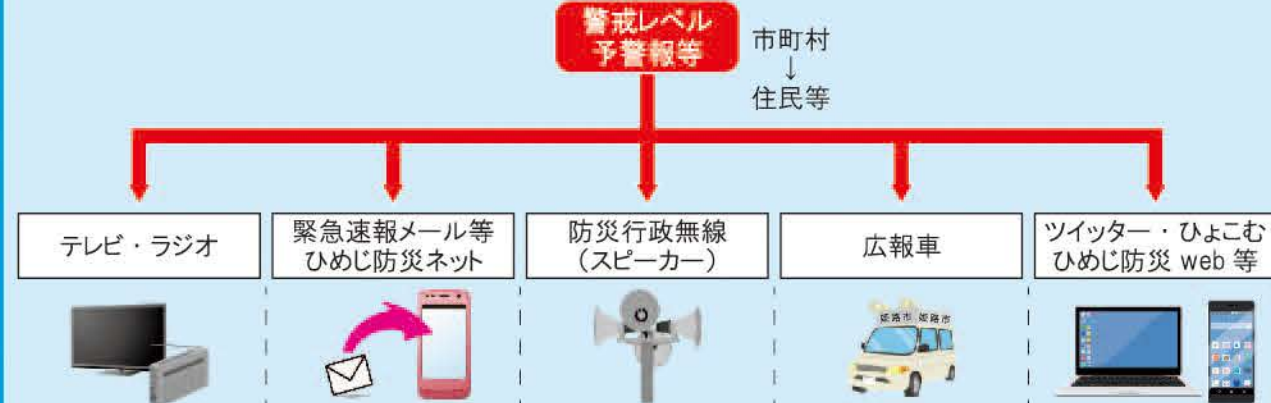 警戒レベル
予警報等
市町村
↓
住民等
テレビ・ラジオ
緊急速報メール等
ひめじ防災ネット
防災行政無線
（スピーカー）
広報車
ツイッター・ひょこむ
ひめじ防災 web 等
姫路市 姫路市